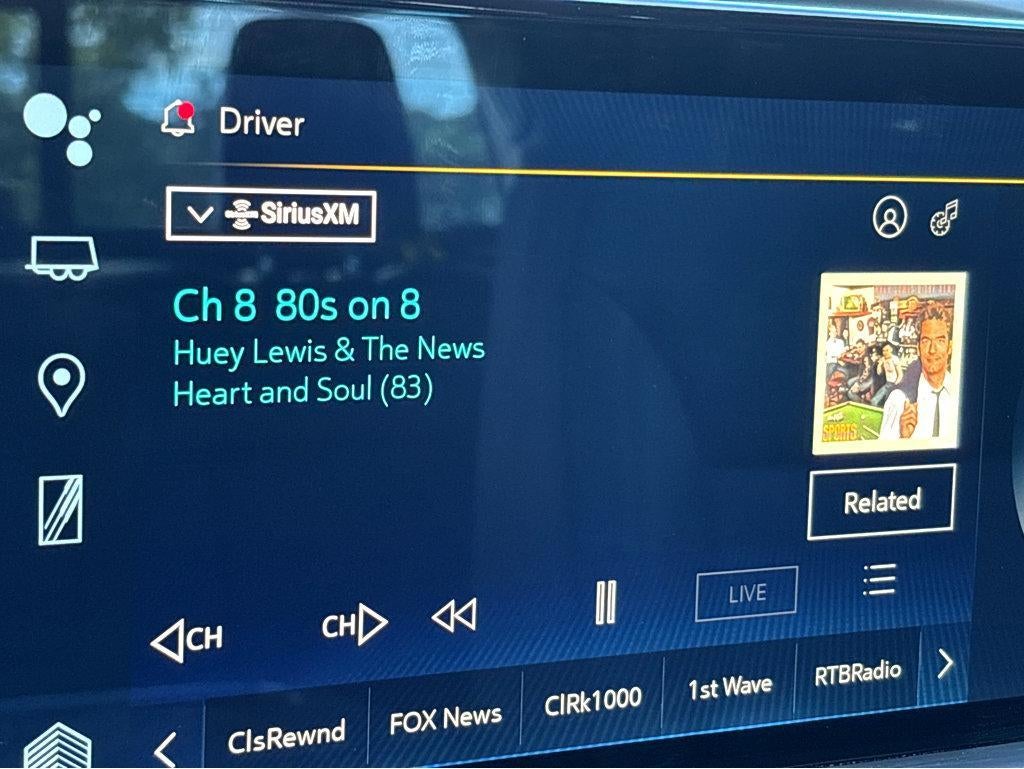 Driver
SiriusXM
Ch 8 80s on 8
Huey Lewis & The News
Heart and Soul (83)
SPORTS
Related
CH
CH
LIVE
ClsRewnd
FOX News
ClRk1000
1st Wave
RTBRadio